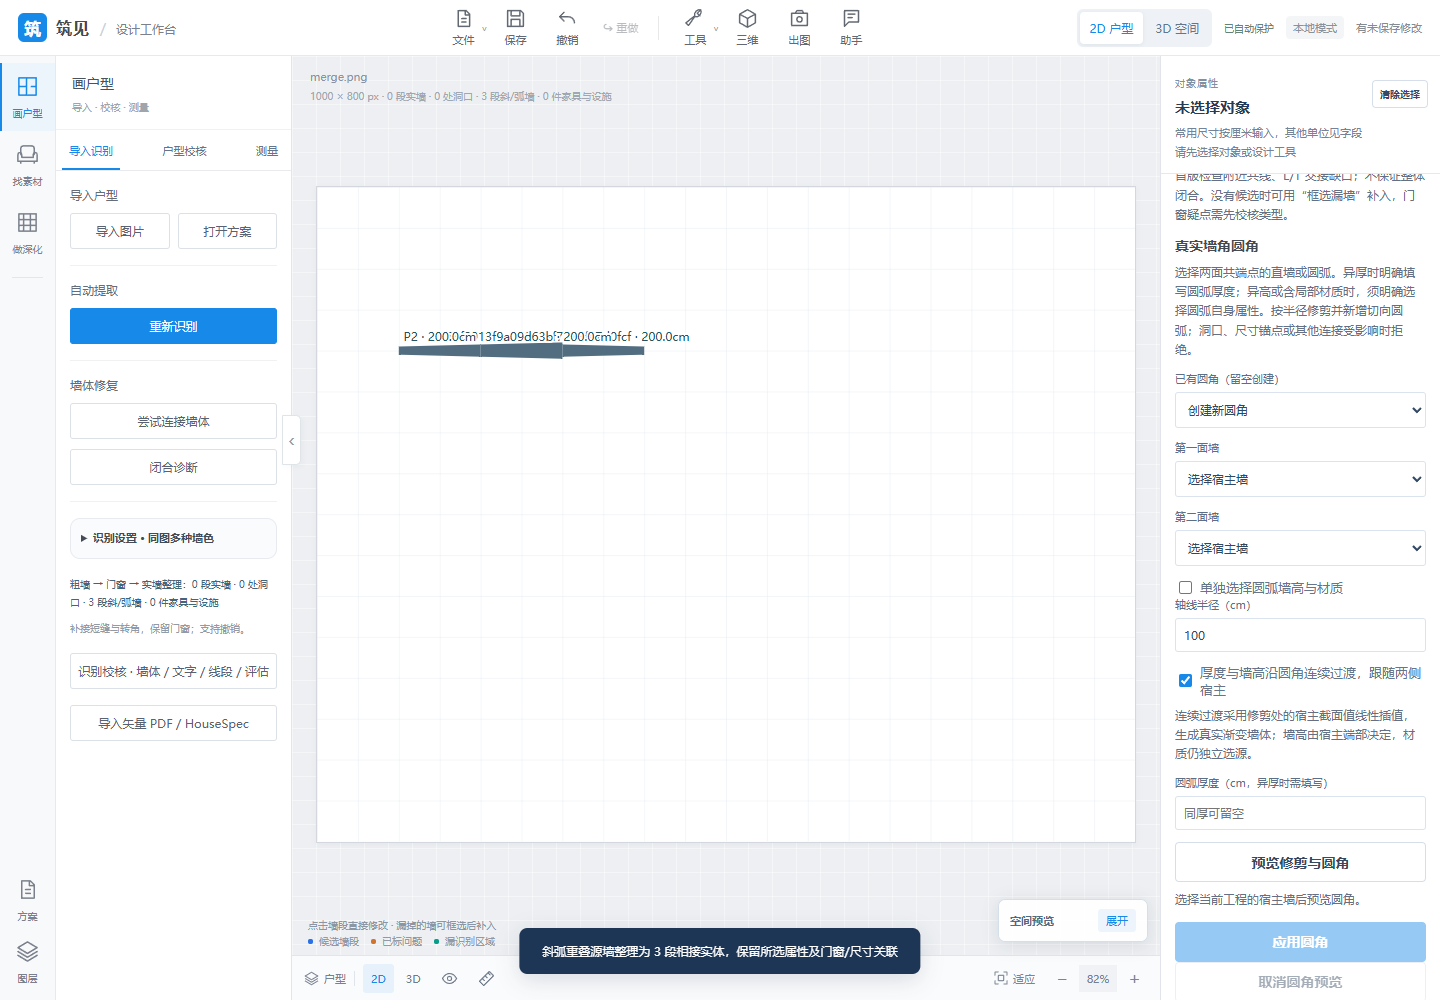 筑 筑见 / 设计工作台
文件 保存 撤销 重做 工具 三维 出图 助手
2D 户型 3D 空间 已自动保护 本地模式 有未保存修改
画户型
找素材
做深化
方案
图层
画户型
导入 · 校核 · 测量
导入识别 户型校核 测量
导入户型
导入图片 打开方案
自动提取
重新识别
墙体修复
尝试连接墙体
闭合诊断
识别设置 • 同图多种墙色
粗墙 → 门窗 → 实墙整理：0 段实墙 · 0 处洞
口 · 3 段斜/弧墙 · 0 件家具与设施
补接短缝与转角，保留门窗；支持撤销。
识别校核 · 墙体 / 文字 / 线段 / 评估
导入矢量 PDF / HouseSpec
merge.png
1000 × 800 px · 0 段实墙 · 0 处洞口 · 3 段斜/弧墙 · 0 件家具与设施
P2 · 200.0cm
· 200.0cm
点击墙段直接修改 · 漏掉的墙可框选后补入
候选墙段 已标问题 漏识别区域
空间预览 展开
斜弧重叠源墙整理为 3 段相接实体，保留所选属性及门窗/尺寸关联
户型 2D 3D
适应 − 82% +
对象属性
未选择对象
清除选择
常用尺寸按厘米输入，其他单位见字段
请先选择对象或设计工具
首版检查附近共线、L/T 交接缺口；不保证整体
闭合。没有候选时可用“框选漏墙”补入，门
窗疑点需先校核类型。
真实墙角圆角
选择两面共端点的直墙或圆弧。异厚时明确填
写圆弧厚度；异高或含局部材质时，须明确选
择圆弧自身属性。按半径修剪并新增切向圆
弧；洞口、尺寸锚点或其他连接受影响时拒
绝。
已有圆角（留空创建）
创建新圆角
第一面墙
选择宿主墙
第二面墙
选择宿主墙
单独选择圆弧墙高与材质
轴线半径（cm）
100
厚度与墙高沿圆角连续过渡，跟随两侧
宿主
连续过渡采用修剪处的宿主截面值线性插值，
生成真实渐变墙体；墙高由宿主端部决定，材
质仍独立选源。
圆弧厚度（cm，异厚时需填写）
同厚可留空
预览修剪与圆角
选择当前工程的宿主墙后预览圆角。
应用圆角
取消圆角预览